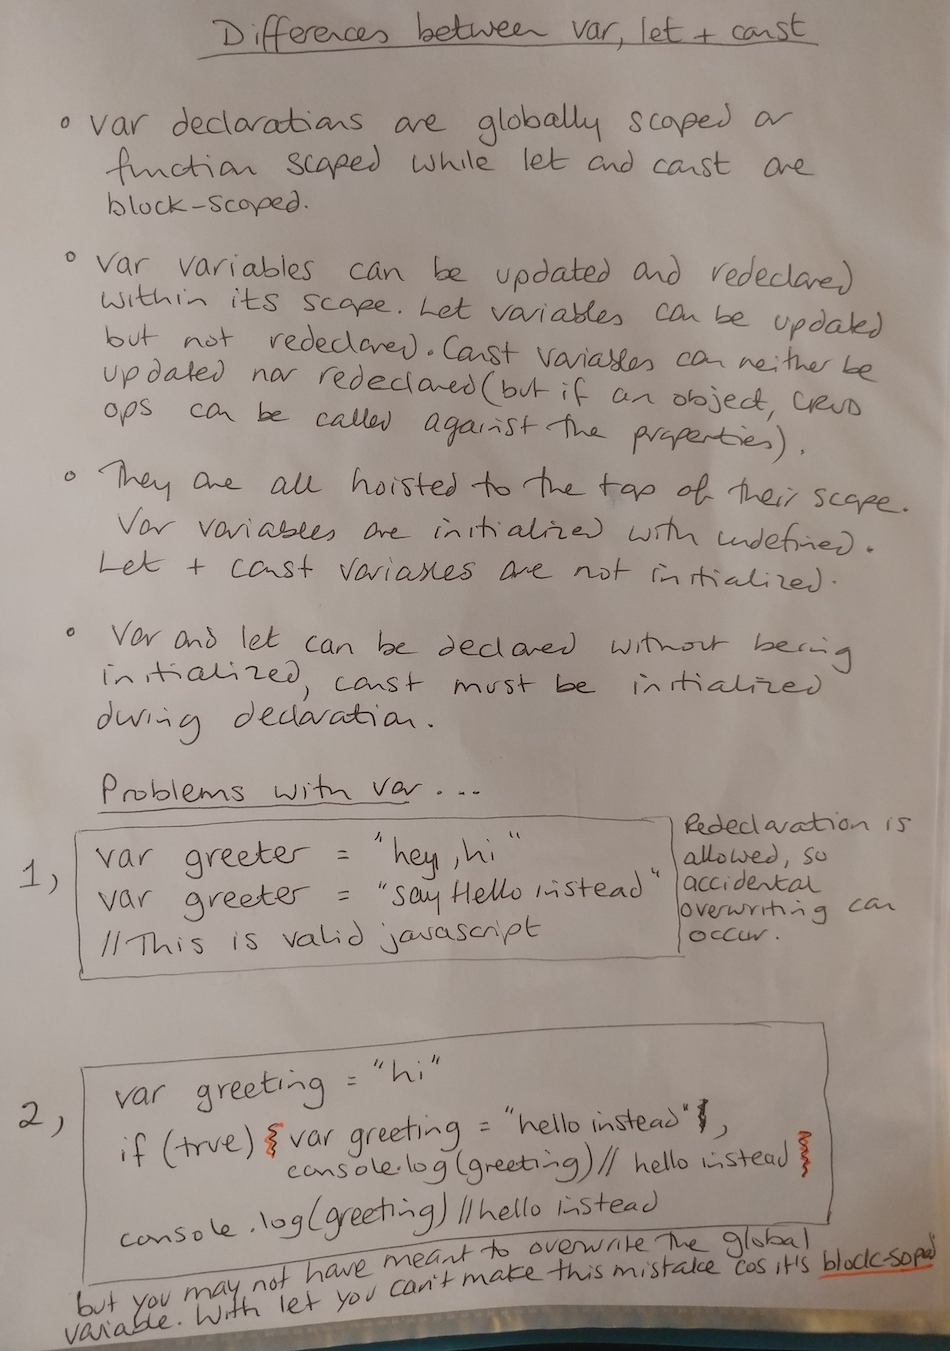 Differences between var, let + const
° Var declarations are globally scoped or
function scoped while let and const are
block-scoped.
° Var variables can be updated and redeclared
within its scope. Let variables can be updated
but not redeclared. Const variables can neither be
updated nor redeclared (but if an object, CRUD
ops can be called against the properties).
° They are all hoisted to the top of their scope.
Var variables are initialized with undefined.
Let + const variables are not initialized.
° Var and let can be declared without being
initialized, const must be initialized
during declaration.
Problems with var...
1,
var greeter = "hey, hi"
var greeter = "say Hello instead"
//This is valid javascript
Redeclaration is
allowed, so
accidental
overwriting can
occur.
2,
var greeting = "hi"
if (true) { var greeting = "hello instead" ,
console.log(greeting) // hello instead }
console.log(greeting) //hello instead
but you may not have meant to overwrite the global
variable. With let you can't make this mistake cos it's block-soped